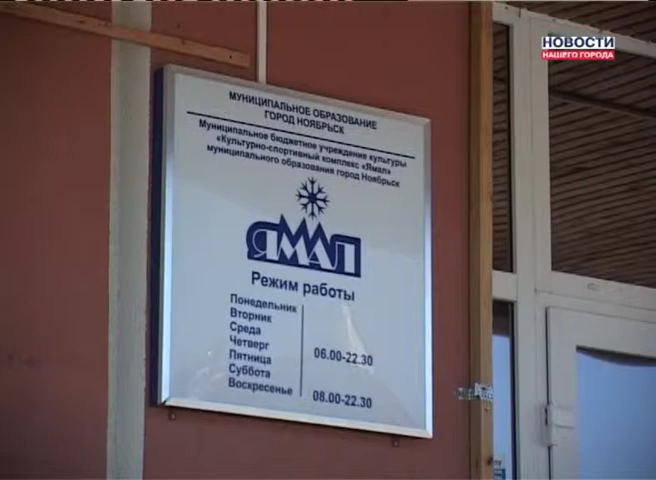 НОВОСТИ
НАШЕГО ГОРОДА
МУНИЦИПАЛЬНОЕ ОБРАЗОВАНИЕ
ГОРОД НОЯБРЬСК
Муниципальное бюджетное учреждение культуры
«Культурно-спортивный комплекс «Ямал»
муниципального образования город Ноябрьск
ЯМАЛ
Режим работы
Понедельник
Вторник
Среда
Четверг
Пятница
Суббота
Воскресенье
06.00-22.30
08.00-22.30